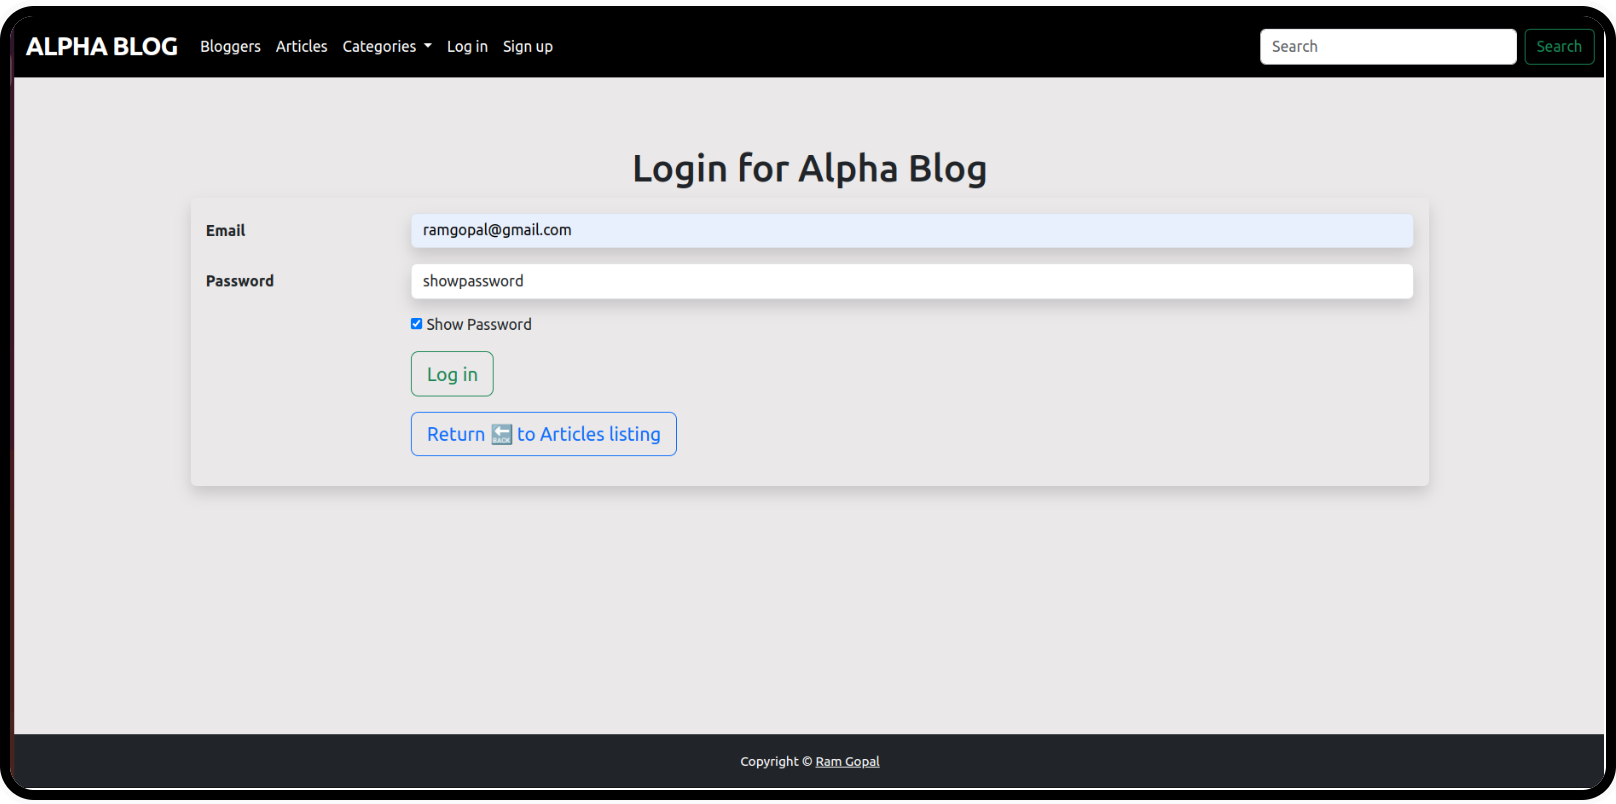 ALPHA BLOG Bloggers Articles Categories Log in Sign up Search Search
Login for Alpha Blog
Email ramgopal@gmail.com
Password showpassword
Show Password
Log in
Return 🔙 to Articles listing
Copyright © Ram Gopal